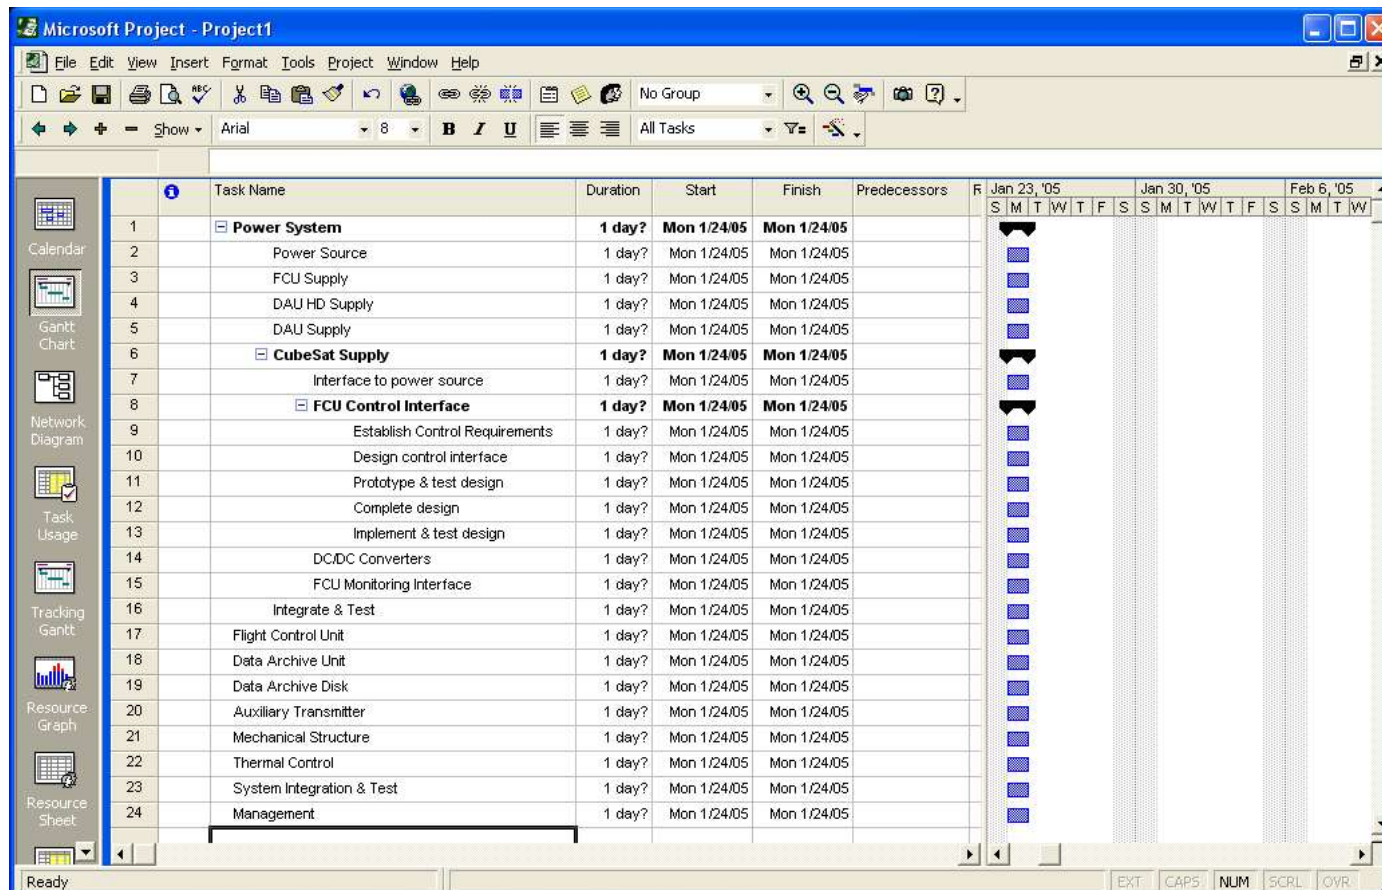 Microsoft Project - Project1
File Edit View Insert Format Tools Project Window Help
ABC No Group
Show Arial 8 B I U All Tasks
Task Name Duration Start Finish Predecessors R Jan 23, '05 Jan 30, '05 Feb 6, '05
S M T W T F S S M T W T F S S M T W
1 Power System 1 day? Mon 1/24/05 Mon 1/24/05
2 Power Source 1 day? Mon 1/24/05 Mon 1/24/05
3 FCU Supply 1 day? Mon 1/24/05 Mon 1/24/05
4 DAU HD Supply 1 day? Mon 1/24/05 Mon 1/24/05
5 DAU Supply 1 day? Mon 1/24/05 Mon 1/24/05
6 CubeSat Supply 1 day? Mon 1/24/05 Mon 1/24/05
7 Interface to power source 1 day? Mon 1/24/05 Mon 1/24/05
8 FCU Control Interface 1 day? Mon 1/24/05 Mon 1/24/05
9 Establish Control Requirements 1 day? Mon 1/24/05 Mon 1/24/05
10 Design control interface 1 day? Mon 1/24/05 Mon 1/24/05
11 Prototype & test design 1 day? Mon 1/24/05 Mon 1/24/05
12 Complete design 1 day? Mon 1/24/05 Mon 1/24/05
13 Implement & test design 1 day? Mon 1/24/05 Mon 1/24/05
14 DC/DC Converters 1 day? Mon 1/24/05 Mon 1/24/05
15 FCU Monitoring Interface 1 day? Mon 1/24/05 Mon 1/24/05
16 Integrate & Test 1 day? Mon 1/24/05 Mon 1/24/05
17 Flight Control Unit 1 day? Mon 1/24/05 Mon 1/24/05
18 Data Archive Unit 1 day? Mon 1/24/05 Mon 1/24/05
19 Data Archive Disk 1 day? Mon 1/24/05 Mon 1/24/05
20 Auxiliary Transmitter 1 day? Mon 1/24/05 Mon 1/24/05
21 Mechanical Structure 1 day? Mon 1/24/05 Mon 1/24/05
22 Thermal Control 1 day? Mon 1/24/05 Mon 1/24/05
23 System Integration & Test 1 day? Mon 1/24/05 Mon 1/24/05
24 Management 1 day? Mon 1/24/05 Mon 1/24/05
Calendar
Gantt
Chart
Network
Diagram
Task
Usage
Tracking
Gantt
Resource
Graph
Resource
Sheet
Ready EXT CAPS NUM SCRL OVR